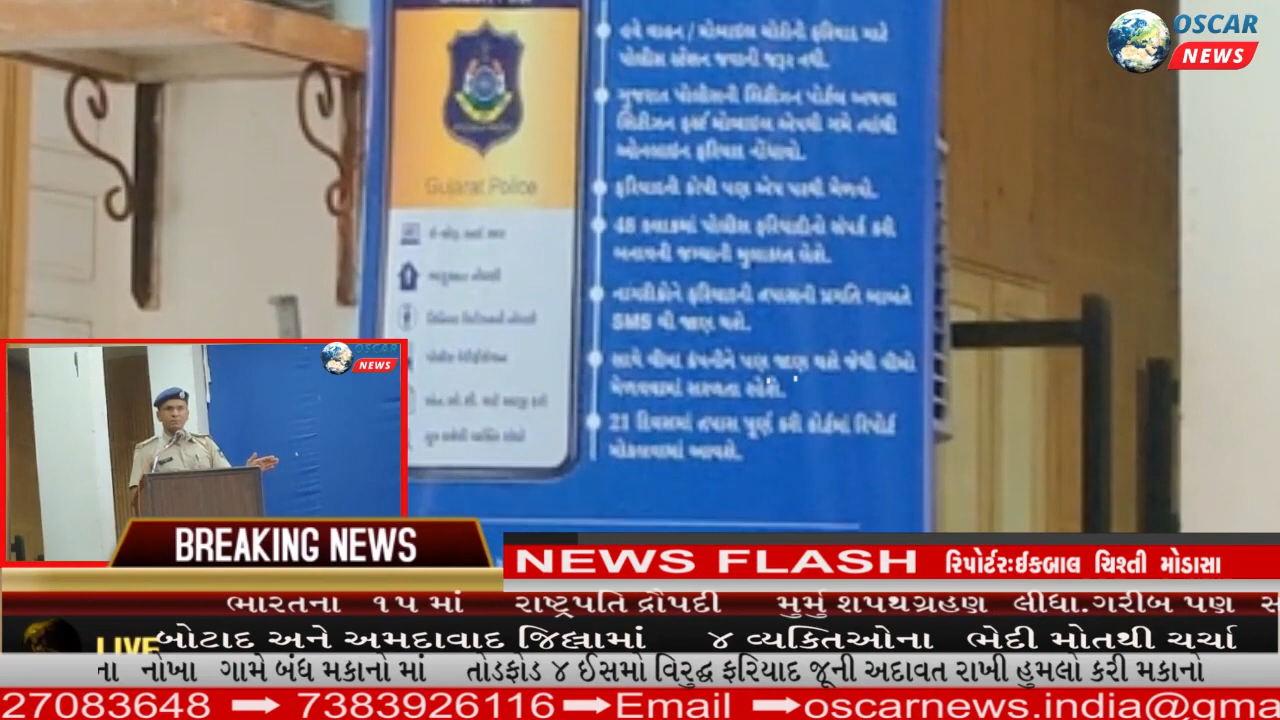 OSCAR
NEWS
હવે વાહન / મોબાઇલ ચોરીની ફરિયાદ માટે
પોલીસ સ્ટેશન જવાની જરૂર નથી.
ગુજરાત પોલીસની સિટીઝન પોર્ટલ અથવા
સિટીઝન ફર્સ્ટ મોબાઇલ એપથી ગમે ત્યાંથી
ઓનલાઇન ફરિયાદ નોંધાવો.
Gujarat Police
ફરિયાદની કોપી પણ એપ પરથી મેળવો.
48 કલાકમાં પોલીસ ફરિયાદીનો સંપર્ક કરી
બનાવની જગ્યાની મુલાકાત લેશે.
નાગરીકોને ફરિયાદની તપાસની પ્રગતિ બાબતે
SMS થી જાણ થશે.
સાથે વીમા કંપનીને પણ જાણ થશે જેથી વીમો
મેળવવામાં સરળતા રહેશે.
21 દિવસમાં તપાસ પૂર્ણ કરી કોર્ટમાં રિપોર્ટ
મોકલવામાં આવશે.
OSCAR
NEWS
BREAKING NEWS
NEWS FLASH રિપોર્ટર:ઈકબાલ ચિશ્તી મોડાસા
ભારતના ૧૫ માં રાષ્ટ્રપતિ દ્રૌપદી મુર્મુ શપથગ્રહણ લીધા.ગરીબ પણ
LIVE
બોટાદ અને અમદાવાદ જિલ્લામાં ૪ વ્યકિતઓના ભેદી મોતથી ચર્ચા
ના નોખા ગામે બંધ મકાનો માં તોડફોડ ૪ ઈસમો વિરુદ્ધ ફરિયાદ જૂની અદાવત રાખી હુમલો કરી મકાનો
27083648 ➡ 7383926116 ➡Email ➡oscarnews.india@gma